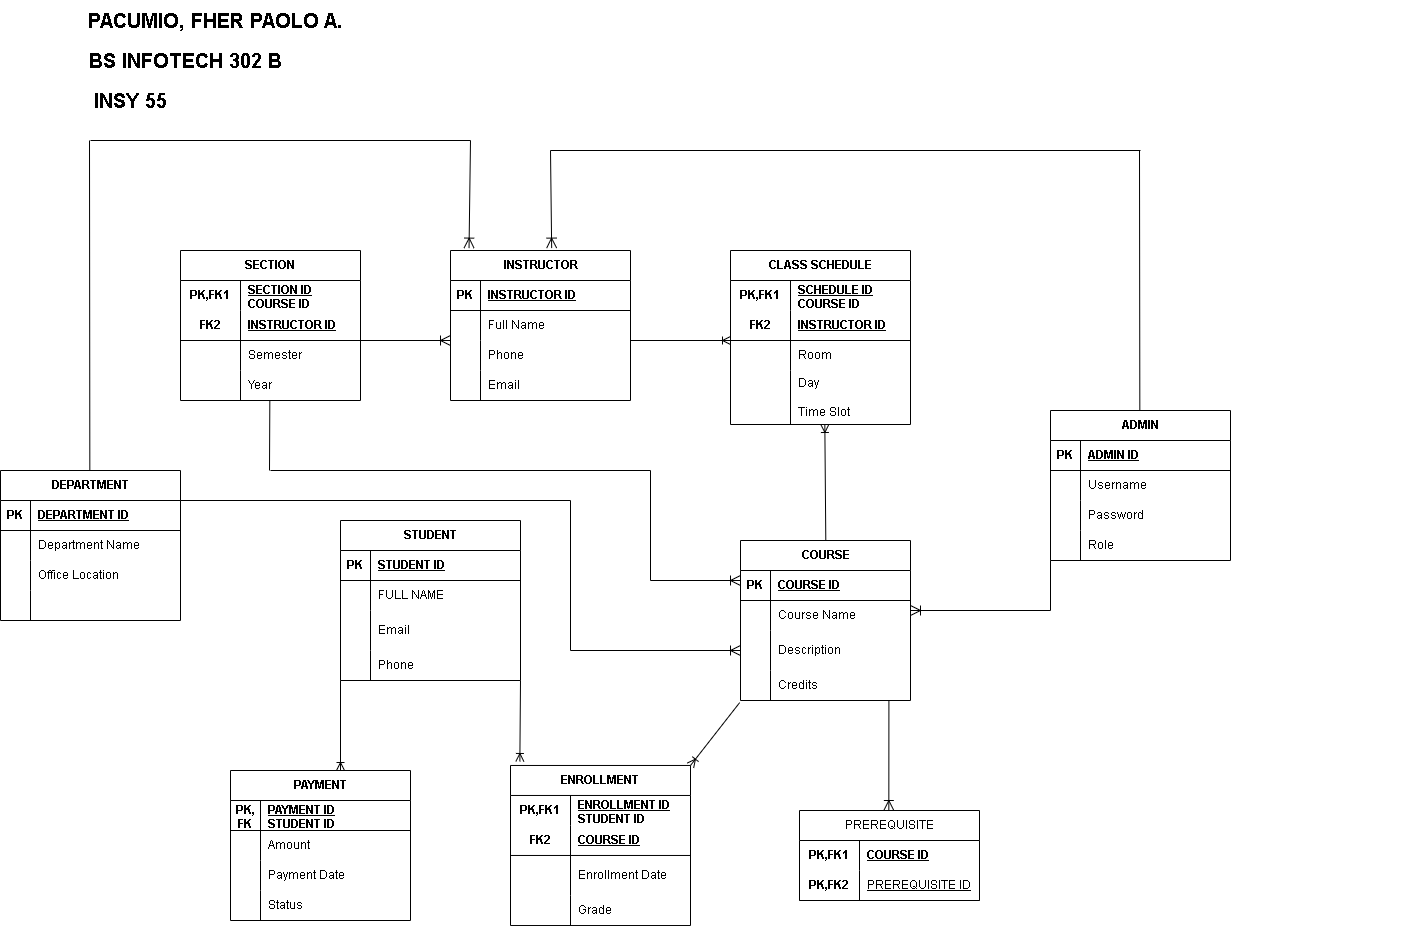 PACUMIO, FHER PAOLO A.
BS INFOTECH 302 B
INSY 55
SECTION
PK,FK1 SECTION ID
COURSE ID
FK2 INSTRUCTOR ID
Semester
Year
INSTRUCTOR
PK INSTRUCTOR ID
Full Name
Phone
Email
CLASS SCHEDULE
PK,FK1 SCHEDULE ID
COURSE ID
FK2 INSTRUCTOR ID
Room
Day
Time Slot
ADMIN
PK ADMIN ID
Username
Password
Role
DEPARTMENT
PK DEPARTMENT ID
Department Name
Office Location
STUDENT
PK STUDENT ID
FULL NAME
Email
Phone
COURSE
PK COURSE ID
Course Name
Description
Credits
PAYMENT
PK, PAYMENT ID
FK STUDENT ID
Amount
Payment Date
Status
ENROLLMENT
PK,FK1 ENROLLMENT ID
STUDENT ID
FK2 COURSE ID
Enrollment Date
Grade
PREREQUISITE
PK,FK1 COURSE ID
PK,FK2 PREREQUISITE ID